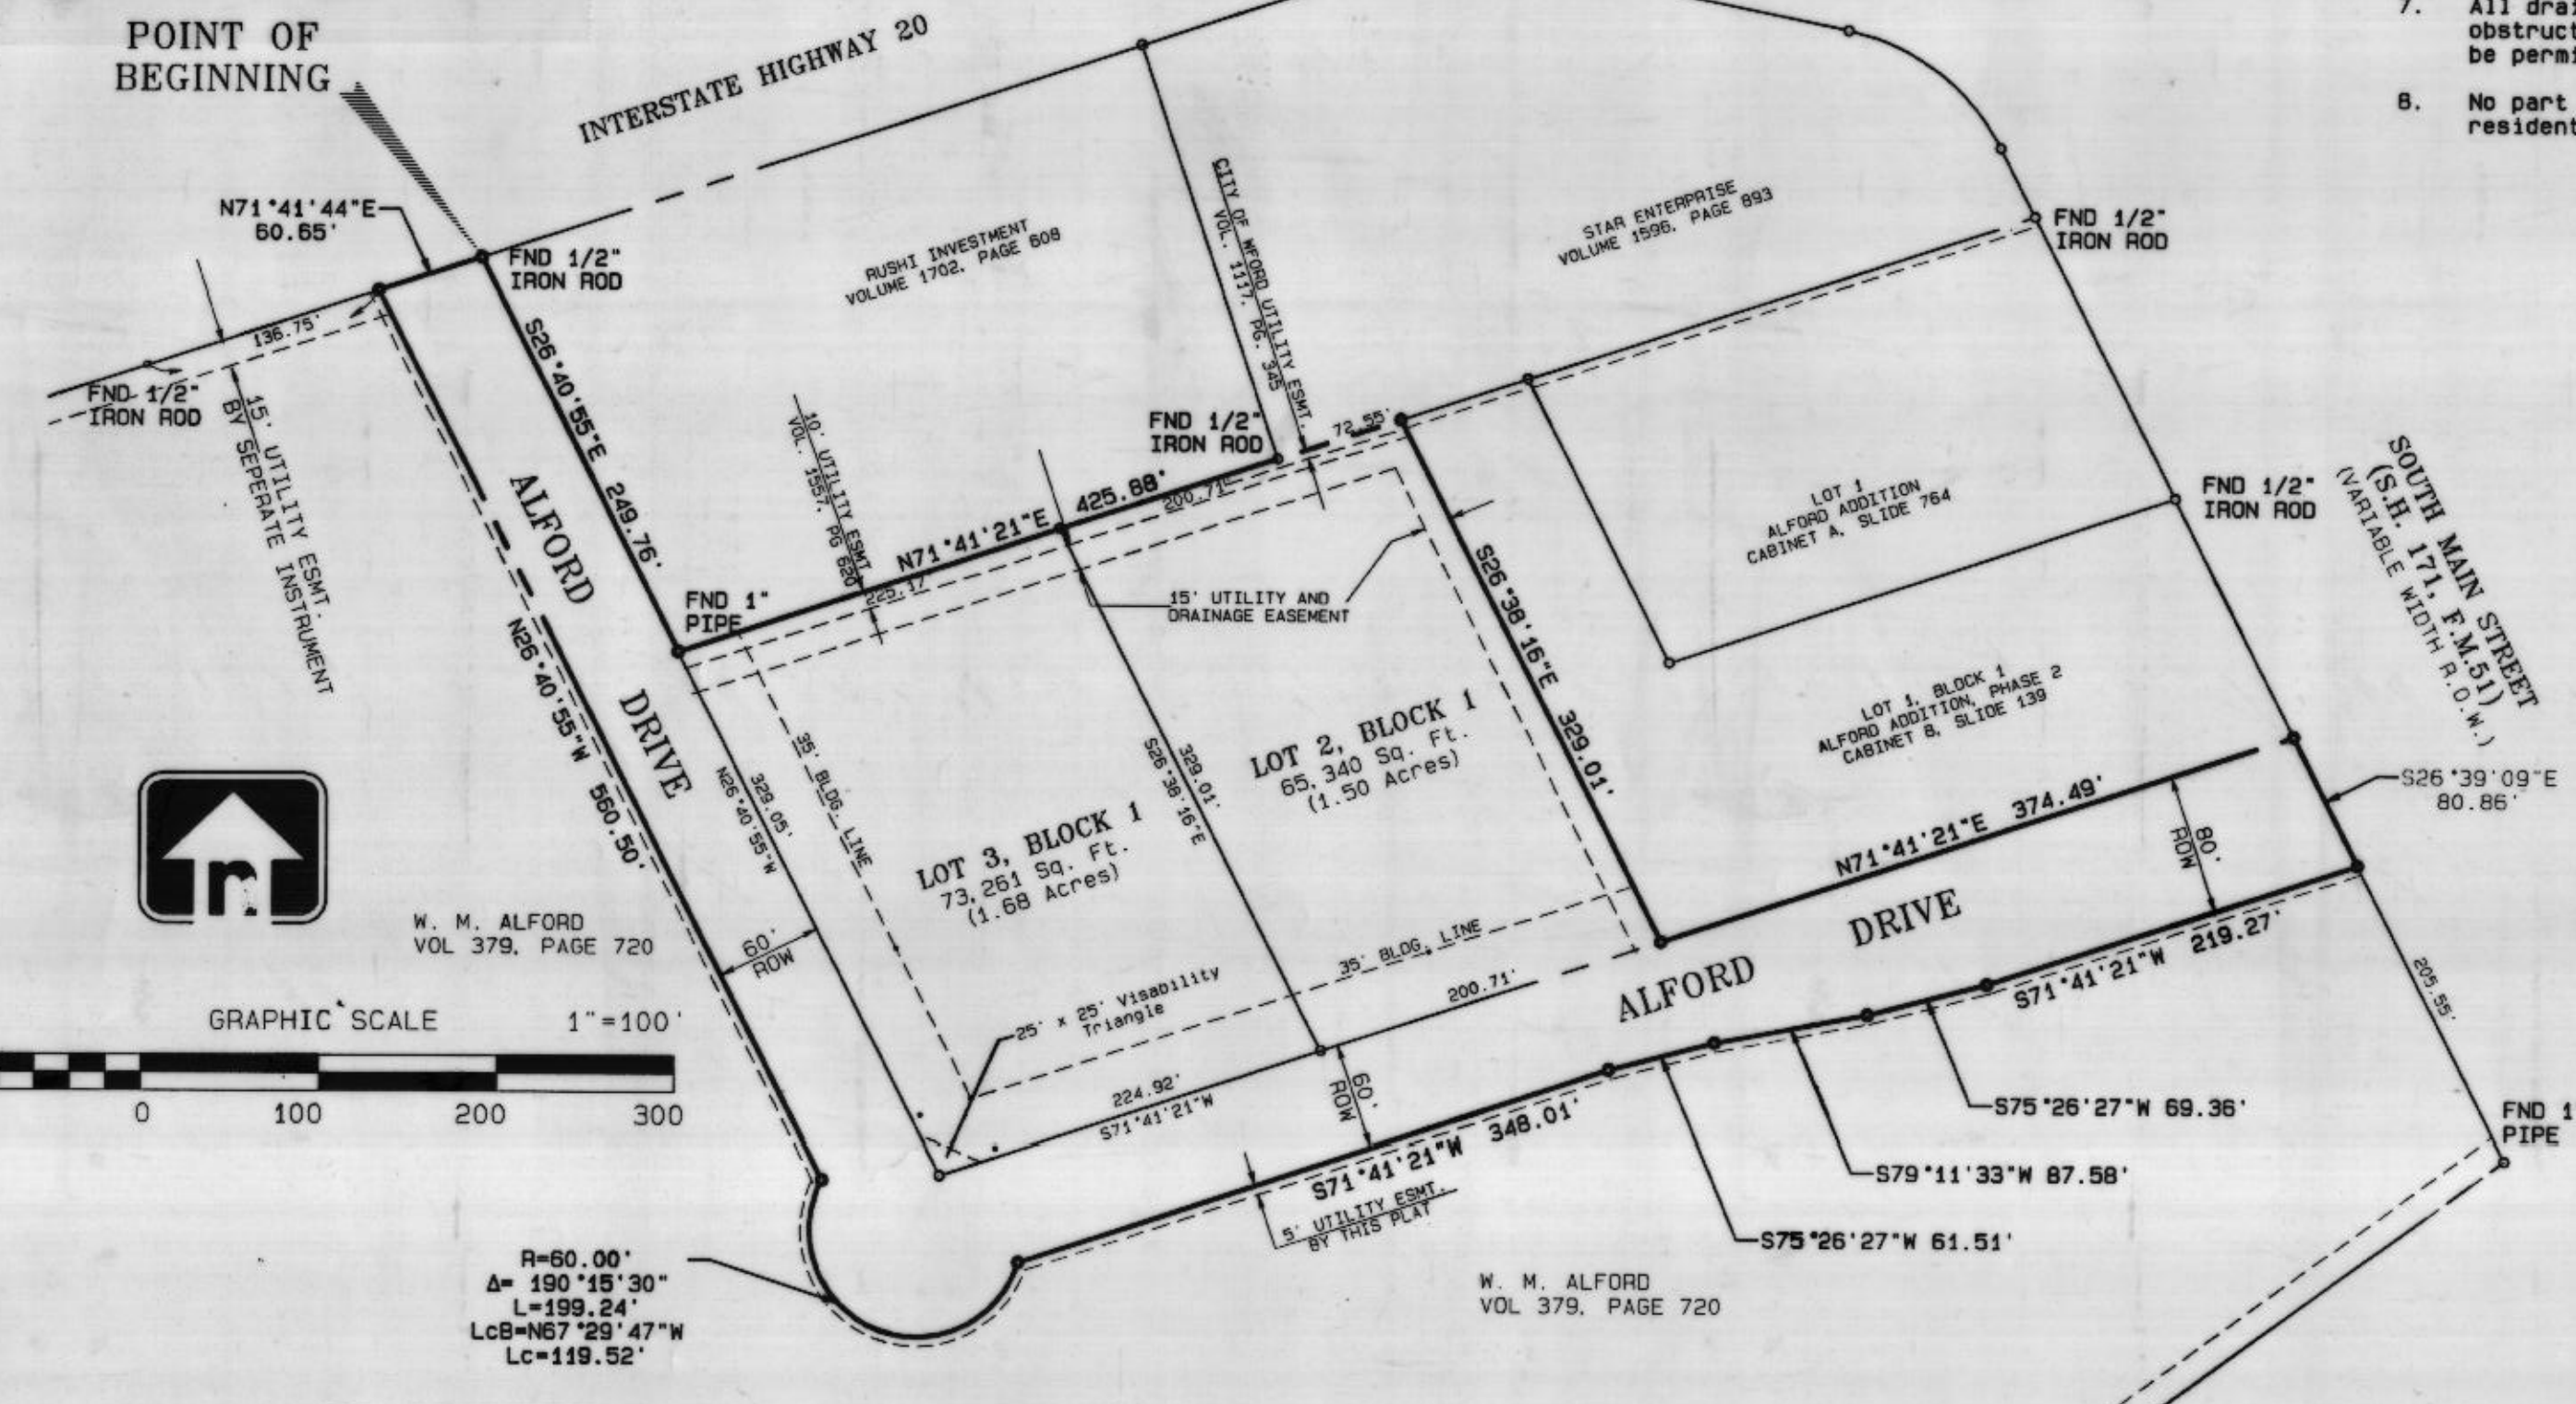 POINT OF
BEGINNING
INTERSTATE HIGHWAY 20
7.
obstruct
8. No part
resident
N71°41'44"E
60.65'
FND 1/2"
IRON ROD
136.75'
FND 1/2"
IRON ROD
15' UTILITY ESMT.
BY SEPERATE INSTRUMENT
S26°40'55"E 249.76'
RUSHI INVESTMENT
VOLUME 1702, PAGE 608
CITY OF WFORD UTILITY ESMT.
VOL. 1117, PG. 345
STAR ENTERPRISE
VOLUME 1596, PAGE 893
FND 1/2"
IRON ROD
FND 1/2"
IRON ROD
72.55'
10' UTILITY ESMT
VOL. 1557, PG 620
N71°41'21"E 425.88'
200.71'
225.17'
FND 1"
PIPE
15' UTILITY AND
DRAINAGE EASEMENT
S26°38'16"E 329.01'
LOT 1
ALFORD ADDITION
CABINET A, SLIDE 764
FND 1/2"
IRON ROD
SOUTH MAIN STREET
(S.H. 171, F.M.51)
(VARIABLE WIDTH R.O.W.)
ALFORD DRIVE
N26°40'55"W 560.50'
329.05'
N26°40'55"W
35' BLDG. LINE
LOT 3, BLOCK 1
73,261 Sq. Ft.
(1.68 Acres)
329.01'
S26°38'16"E
LOT 2, BLOCK 1
65,340 Sq. Ft.
(1.50 Acres)
LOT 1, BLOCK 1
ALFORD ADDITION, PHASE 2
CABINET B, SLIDE 139
S26°39'09"E
80.86'
N71°41'21"E 374.49'
80'
ROW
n
W. M. ALFORD
VOL 379, PAGE 720
60'
ROW
35' BLDG. LINE
25' x 25' Visability
Triangle
200.71'
ALFORD DRIVE
S71°41'21"W 219.27'
205.55'
GRAPHIC SCALE 1"=100'
0 100 200 300
224.92'
S71°41'21"W
60'
ROW
S71°41'21"W 348.01'
5' UTILITY ESMT.
BY THIS PLAT
S75°26'27"W 69.36'
S79°11'33"W 87.58'
S75°26'27"W 61.51'
FND 1
PIPE
R=60.00'
Δ= 190°15'30"
L=199.24'
LcB=N67°29'47"W
Lc=119.52'
W. M. ALFORD
VOL 379, PAGE 720